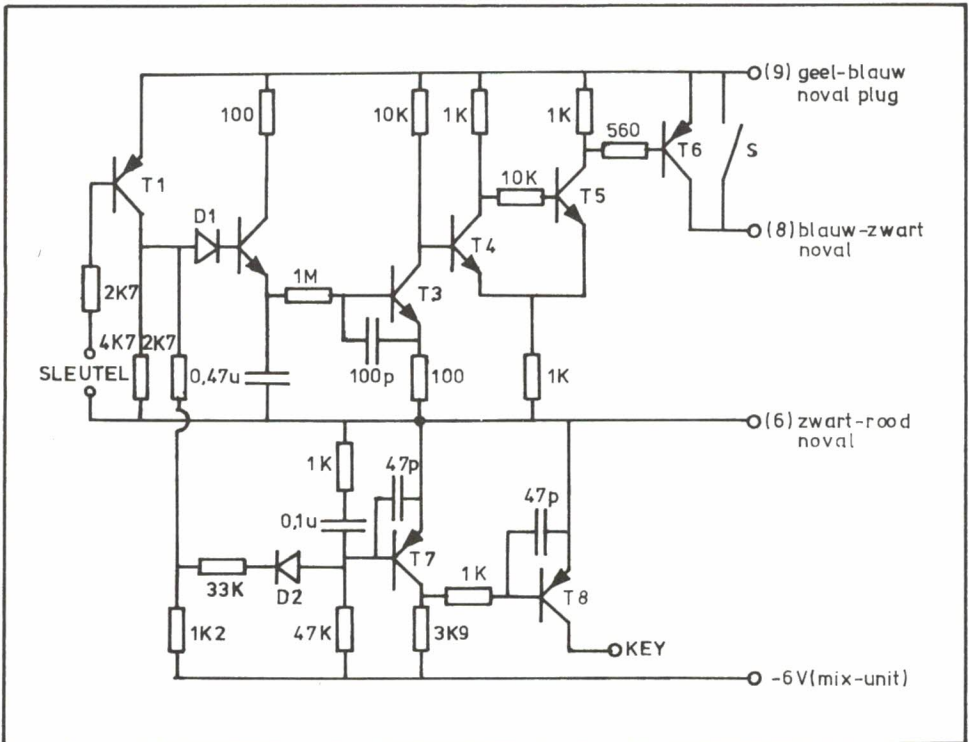 (9) geel-blauw
noval plug
100
10K
1K
1K
560
T6
S
T1
10K
T5
D1
T4
(8) blauw-zwart
noval
1M
T3
2K7
4K7
2K7
SLEUTEL
0,47u
100p
100
1K
(6) zwart-rood
noval
1K
47p
47p
0,1u
T7
1K
T8
33K
D2
1K2
47K
3K9
KEY
-6V(mix-unit)